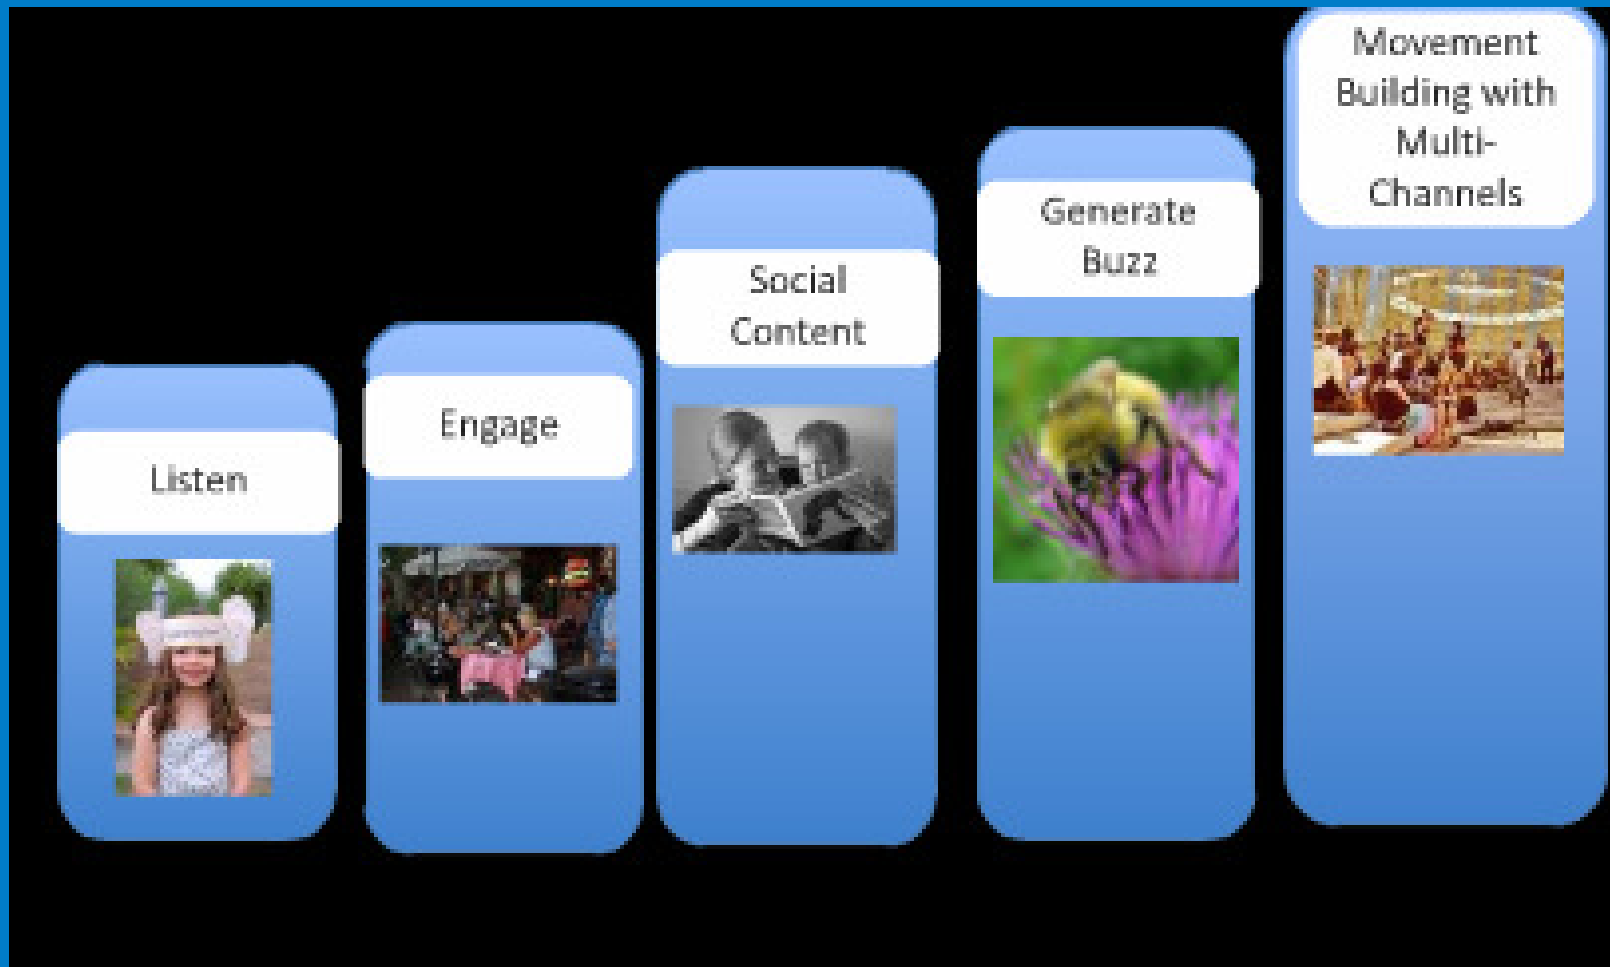 Listen
Engage
Social
Content
Generate
Buzz
Movement
Building with
Multi-
Channels